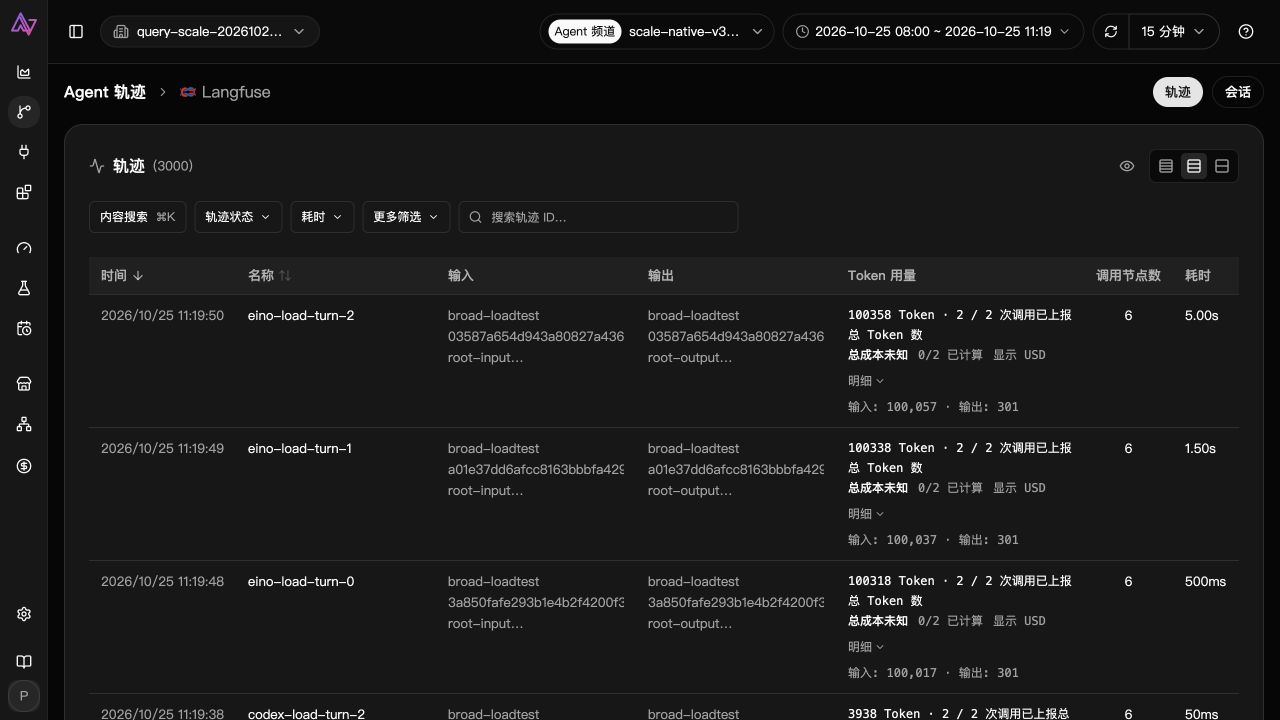 query-scale-2026102...
Agent 频道 scale-native-v3...
2026-10-25 08:00 ~ 2026-10-25 11:19
15 分钟
Agent 轨迹 Langfuse
轨迹 会话
轨迹 (3000)
内容搜索 ⌘K 轨迹状态 耗时 更多筛选 搜索轨迹 ID...
时间 名称 输入 输出 Token 用量 调用节点数 耗时
2026/10/25 11:19:50 eino-load-turn-2 broad-loadtest broad-loadtest 100358 Token · 2 / 2 次调用已上报 6 5.00s
03587a654d943a80827a436 03587a654d943a80827a436 总 Token 数
root-input... root-output... 总成本未知 0/2 已计算 显示 USD
明细
输入: 100,057 · 输出: 301
2026/10/25 11:19:49 eino-load-turn-1 broad-loadtest broad-loadtest 100338 Token · 2 / 2 次调用已上报 6 1.50s
a01e37dd6afcc8163bbbfa429 a01e37dd6afcc8163bbbfa429 总 Token 数
root-input... root-output... 总成本未知 0/2 已计算 显示 USD
明细
输入: 100,037 · 输出: 301
2026/10/25 11:19:48 eino-load-turn-0 broad-loadtest broad-loadtest 100318 Token · 2 / 2 次调用已上报 6 500ms
3a850fafe293b1e4b2f4200f3 3a850fafe293b1e4b2f4200f3 总 Token 数
root-input... root-output... 总成本未知 0/2 已计算 显示 USD
明细
输入: 100,017 · 输出: 301
2026/10/25 11:19:38 codex-load-turn-2 broad-loadtest broad-loadtest 3938 Token · 2 / 2 次调用已上报总 6 50ms
P